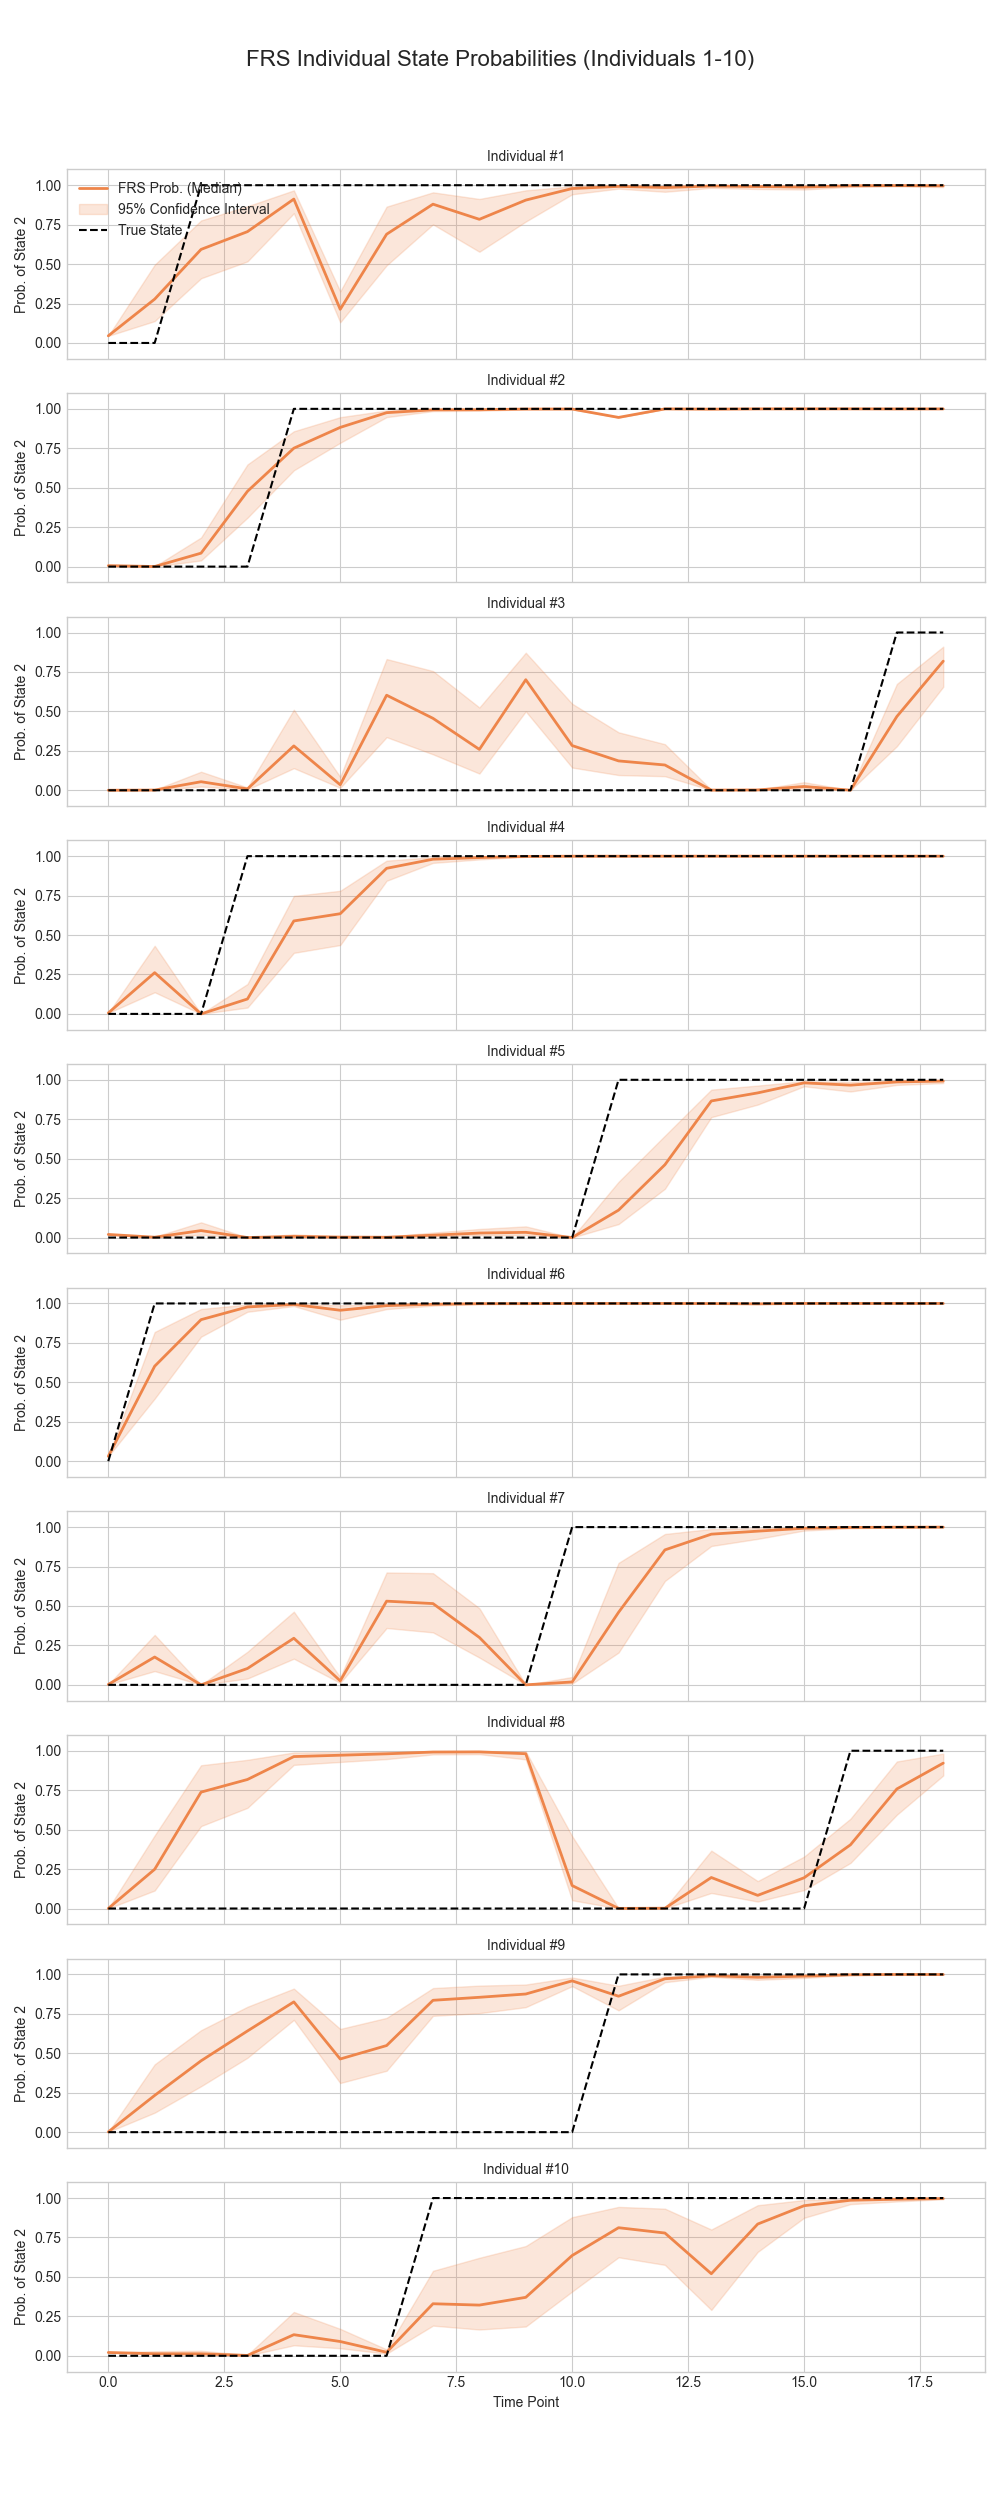 FRS Individual State Probabilities (Individuals 1-10)
Individual #1
FRS Prob. (Median)
95% Confidence Interval
True State
Prob. of State 2
1.00
0.75
0.50
0.25
0.00
Individual #2
Prob. of State 2
1.00
0.75
0.50
0.25
0.00
Individual #3
Prob. of State 2
1.00
0.75
0.50
0.25
0.00
Individual #4
Prob. of State 2
1.00
0.75
0.50
0.25
0.00
Individual #5
Prob. of State 2
1.00
0.75
0.50
0.25
0.00
Individual #6
Prob. of State 2
1.00
0.75
0.50
0.25
0.00
Individual #7
Prob. of State 2
1.00
0.75
0.50
0.25
0.00
Individual #8
Prob. of State 2
1.00
0.75
0.50
0.25
0.00
Individual #9
Prob. of State 2
1.00
0.75
0.50
0.25
0.00
Individual #10
Prob. of State 2
1.00
0.75
0.50
0.25
0.00
0.0 2.5 5.0 7.5 10.0 12.5 15.0 17.5
Time Point